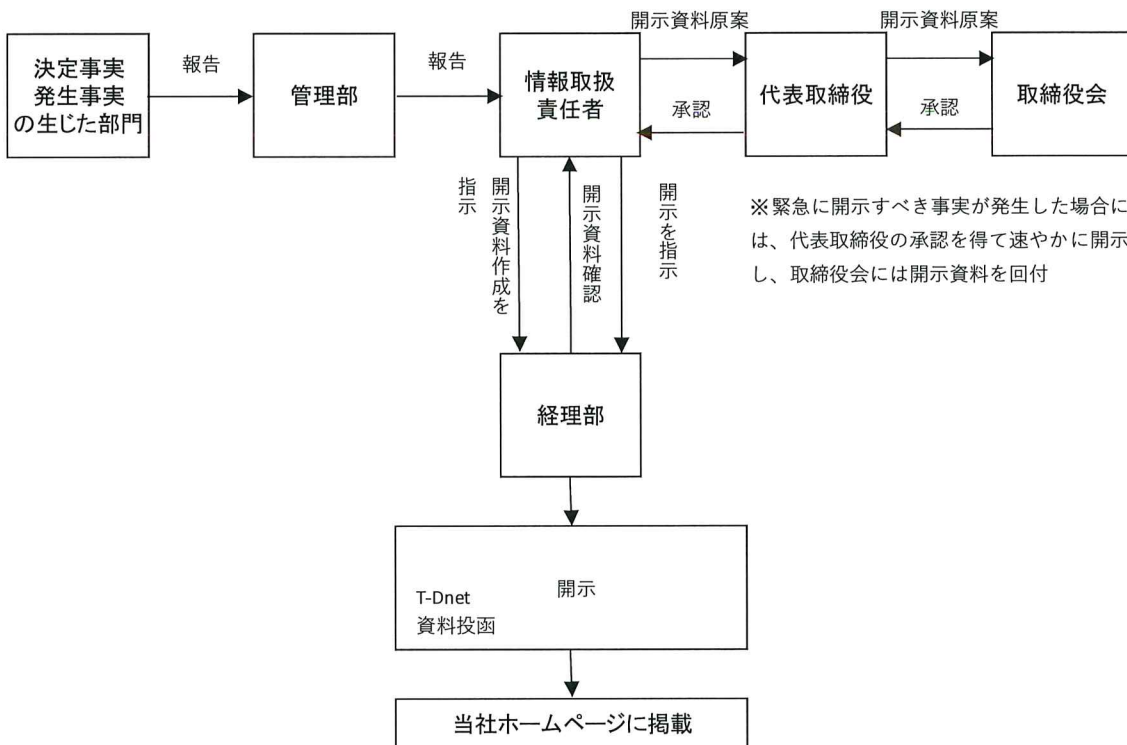 開示資料原案
開示資料原案
決定事実
発生事実
の生じた部門
報告
管理部
報告
情報取扱
責任者
承認
代表取締役
承認
取締役会
開示資料作成を
指示
開示資料確認
開示を指示
※緊急に開示すべき事実が発生した場合に
は、代表取締役の承認を得て速やかに開示
し、取締役会には開示資料を回付
経理部
開示
T-Dnet
資料投函
当社ホームページに掲載